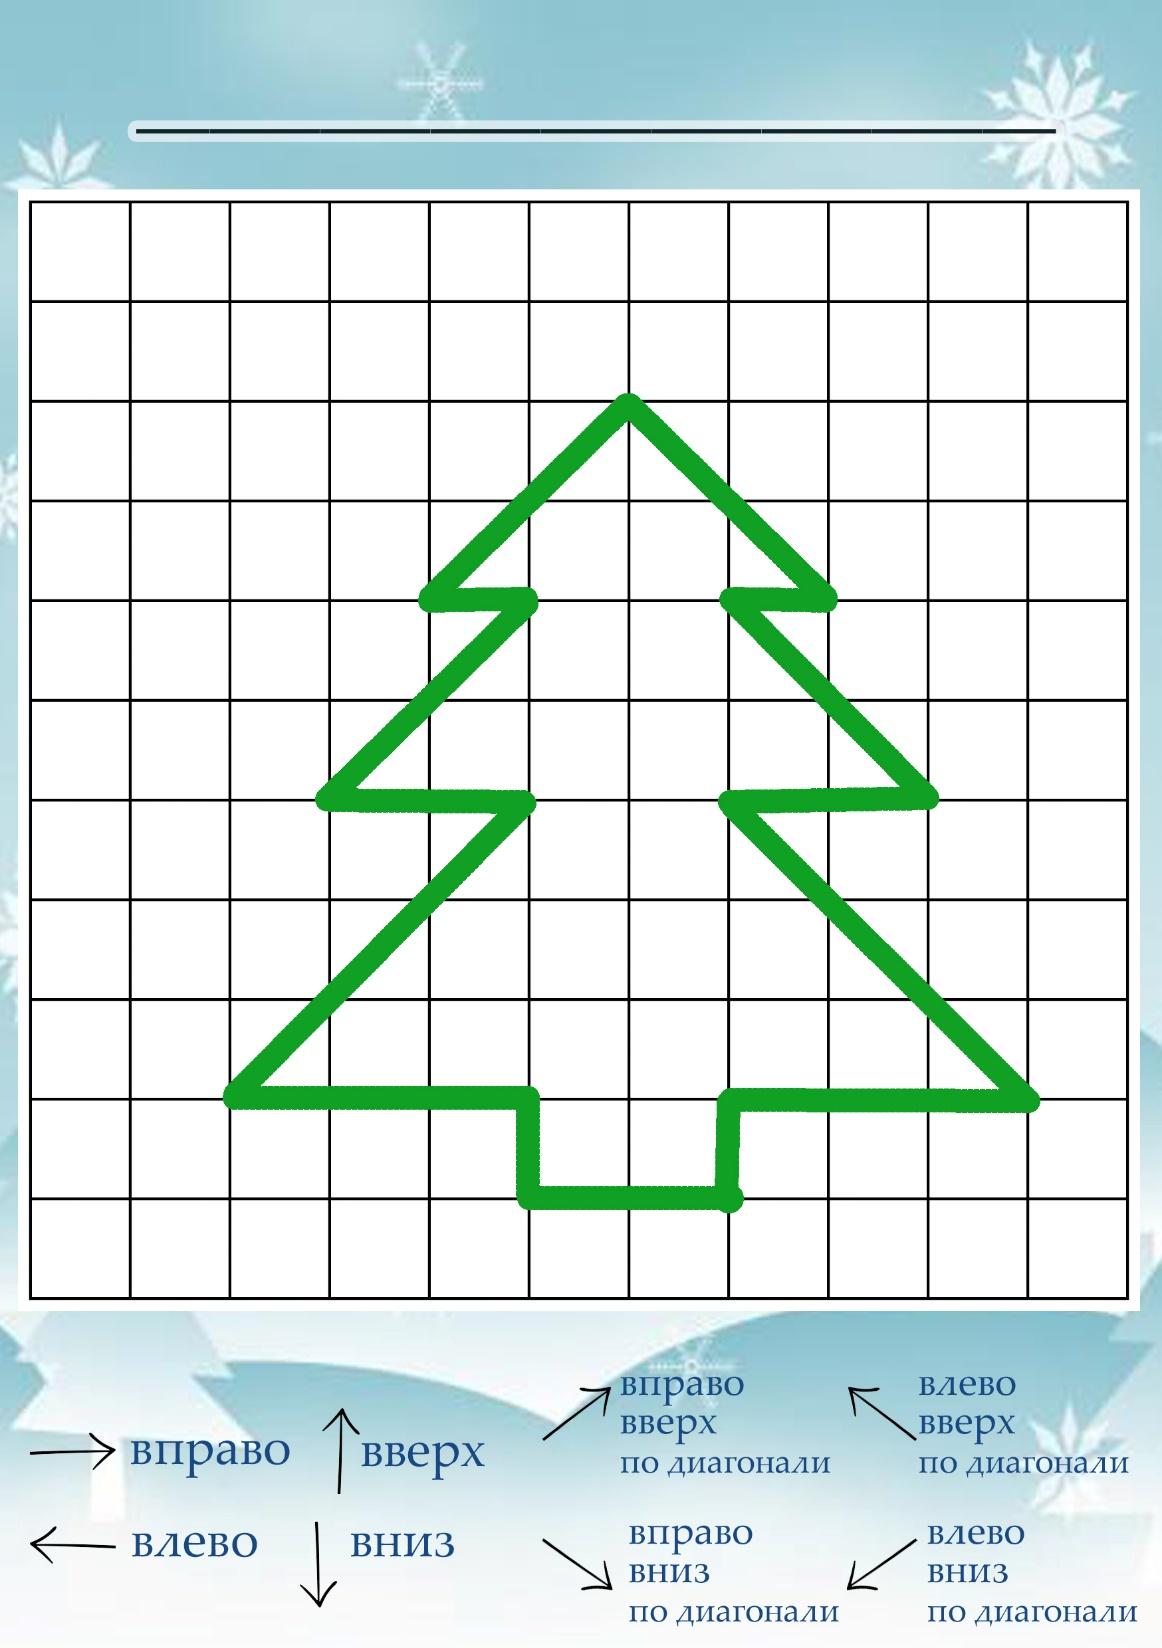 вправо
вверх
вправо
вверх
по диагонали
влево
вверх
по диагонали
влево
вниз
вправо
вниз
по диагонали
влево
вниз
по диагонали